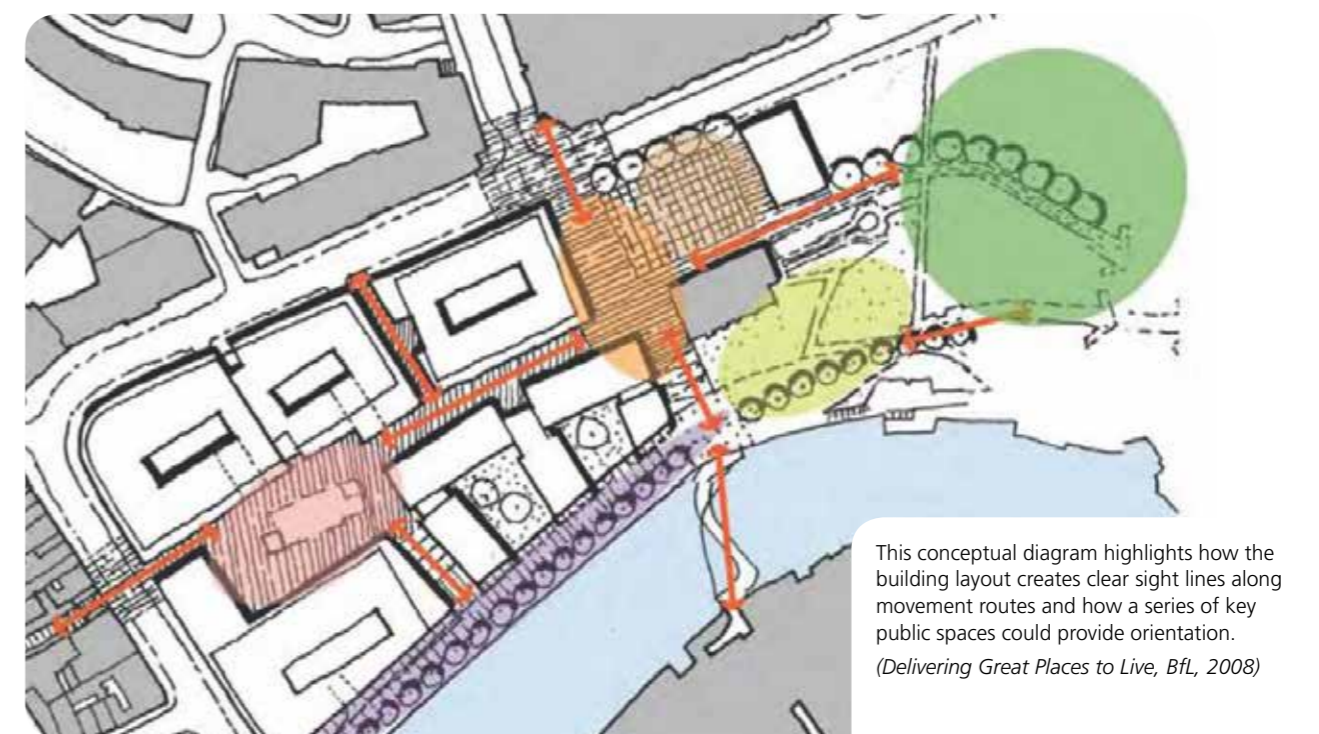 This conceptual diagram highlights how the
building layout creates clear sight lines along
movement routes and how a series of key
public spaces could provide orientation.
(Delivering Great Places to Live, BfL, 2008)